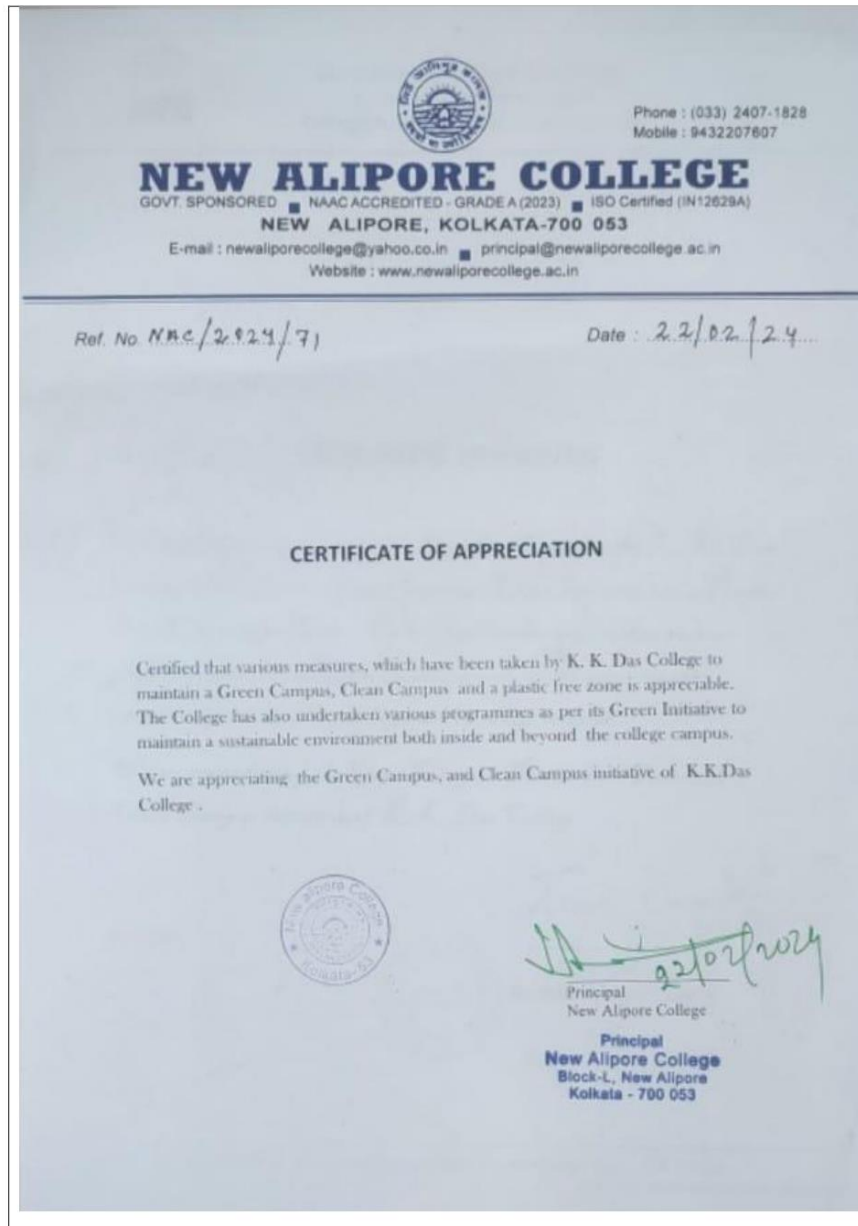 Phone : (033) 2407-1828
Mobile : 9432207607
NEW ALIPORE COLLEGE
GOVT. SPONSORED ■ NAAC ACCREDITED - GRADE A (2023) ■ ISO Certified (IN12629A)
NEW ALIPORE, KOLKATA-700 053
E-mail : newaliporecollege@yahoo.co.in ■ principal@newaliporecollege.ac.in
Website : www.newaliporecollege.ac.in
Ref. No. NAC/2024/71
Date : 22/02/24
CERTIFICATE OF APPRECIATION
Certified that various measures, which have been taken by K. K. Das College to
maintain a Green Campus, Clean Campus and a plastic free zone is appreciable.
The College has also undertaken various programmes as per its Green Initiative to
maintain a sustainable environment both inside and beyond the college campus.
We are appreciating the Green Campus, and Clean Campus initiative of K.K.Das
College .
New Alipore College
Kolkata-53
22/02/2024
Principal
New Alipore College
Principal
New Alipore College
Block-L, New Alipore
Kolkata - 700 053